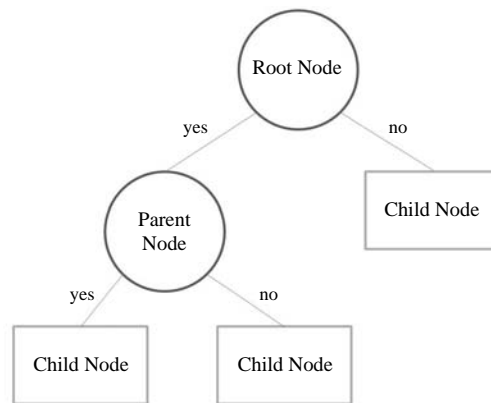 Root Node
yes
no
Child Node
Parent
Node
yes
no
Child Node
Child Node